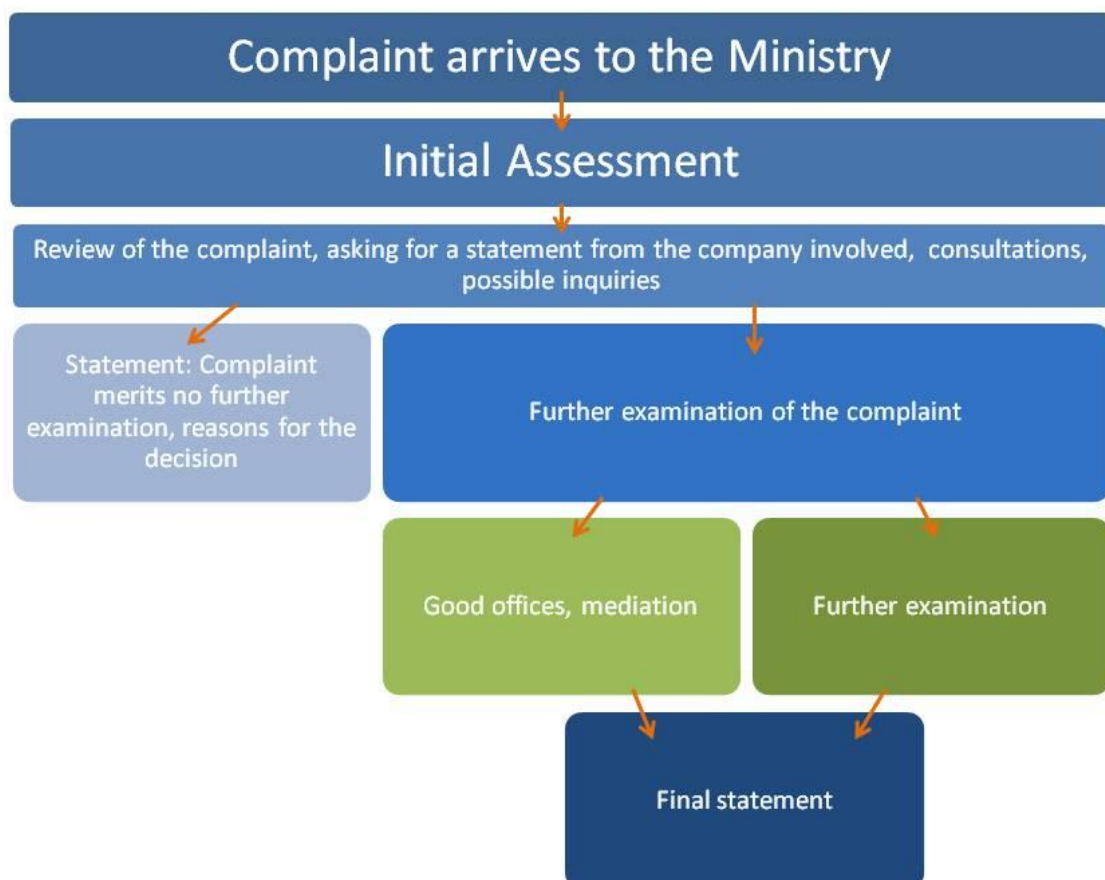 Complaint arrives to the Ministry
Initial Assessment
Review of the complaint, asking for a statement from the company involved, consultations,
possible inquiries
Statement: Complaint
merits no further
examination, reasons for the
decision
Further examination of the complaint
Good offices, mediation
Further examination
Final statement